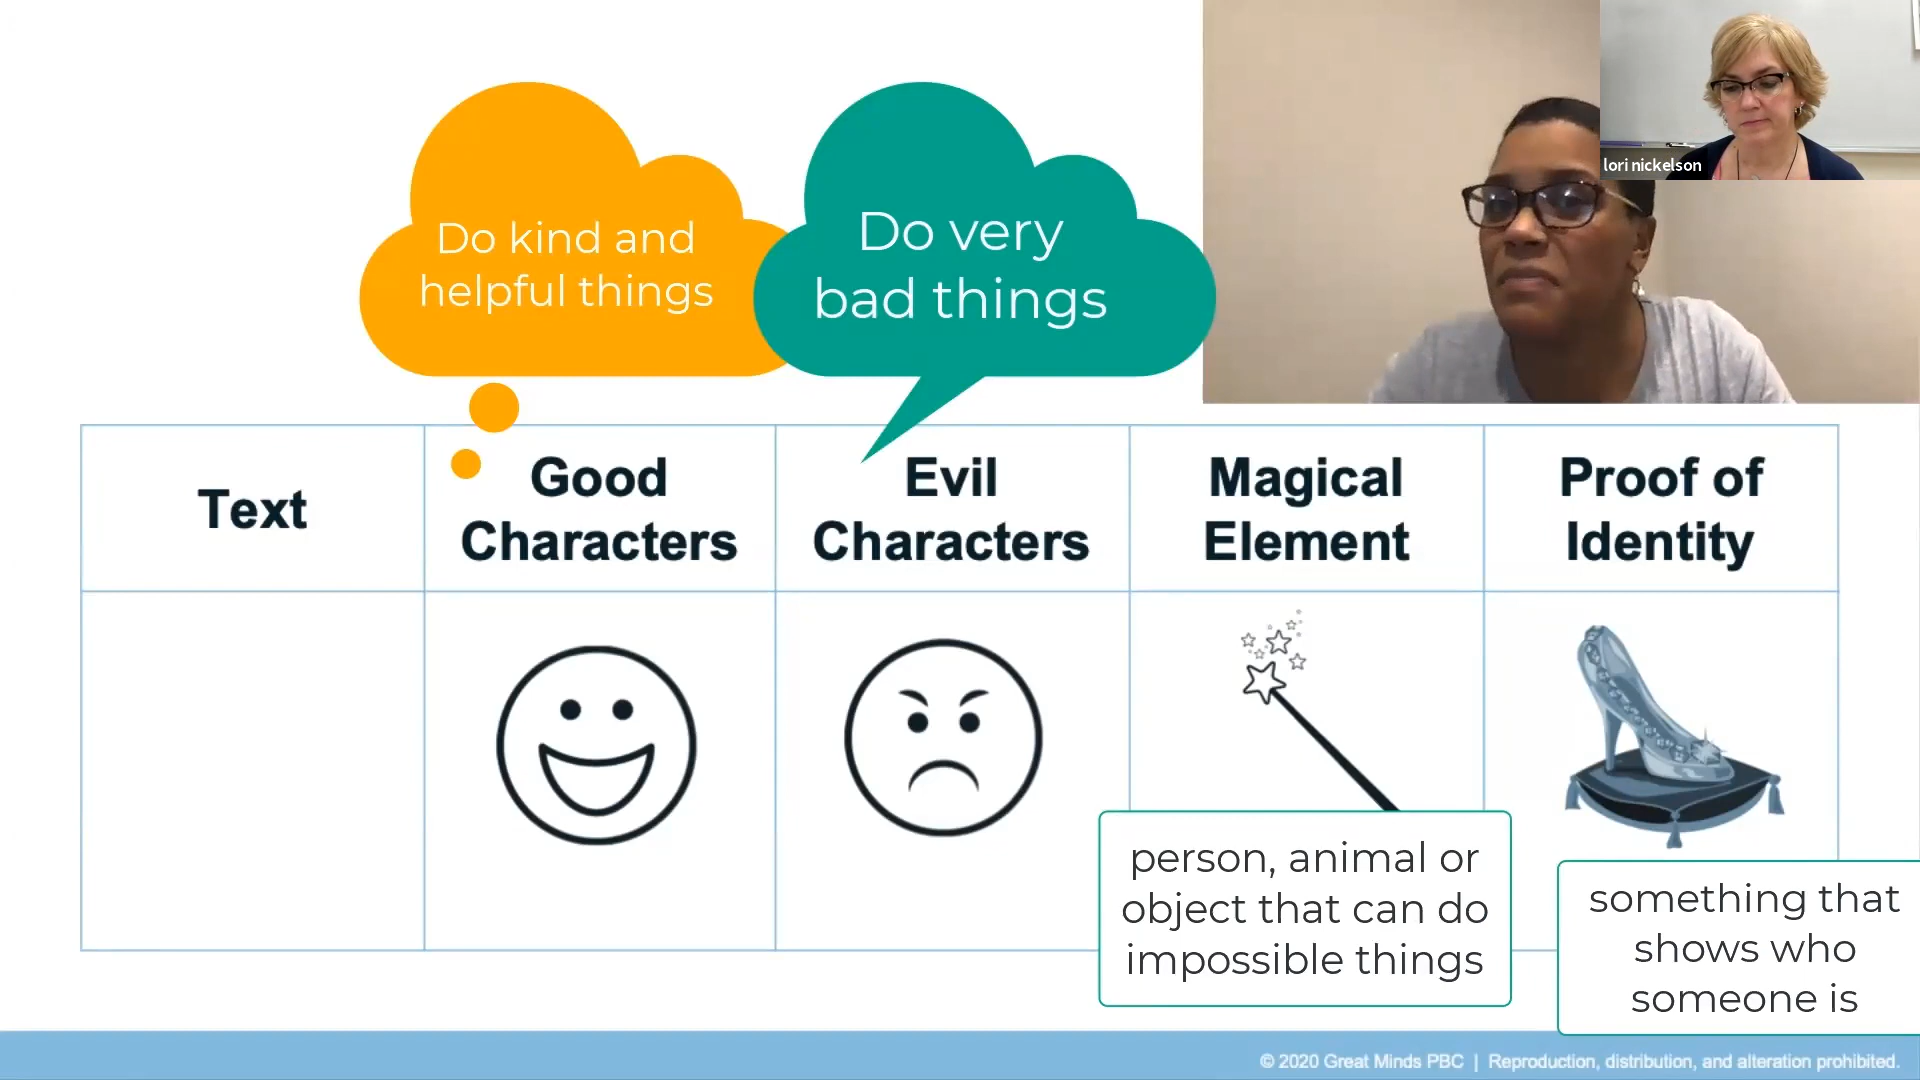 lori nickelson
Do kind and
helpful things
Do very
bad things
Text
Good
Characters
Evil
Characters
Magical
Element
Proof of
Identity
person, animal or
object that can do
impossible things
something that
shows who
someone is
© 2020 Great Minds PBC | Reproduction, distribution, and alteration prohibited.